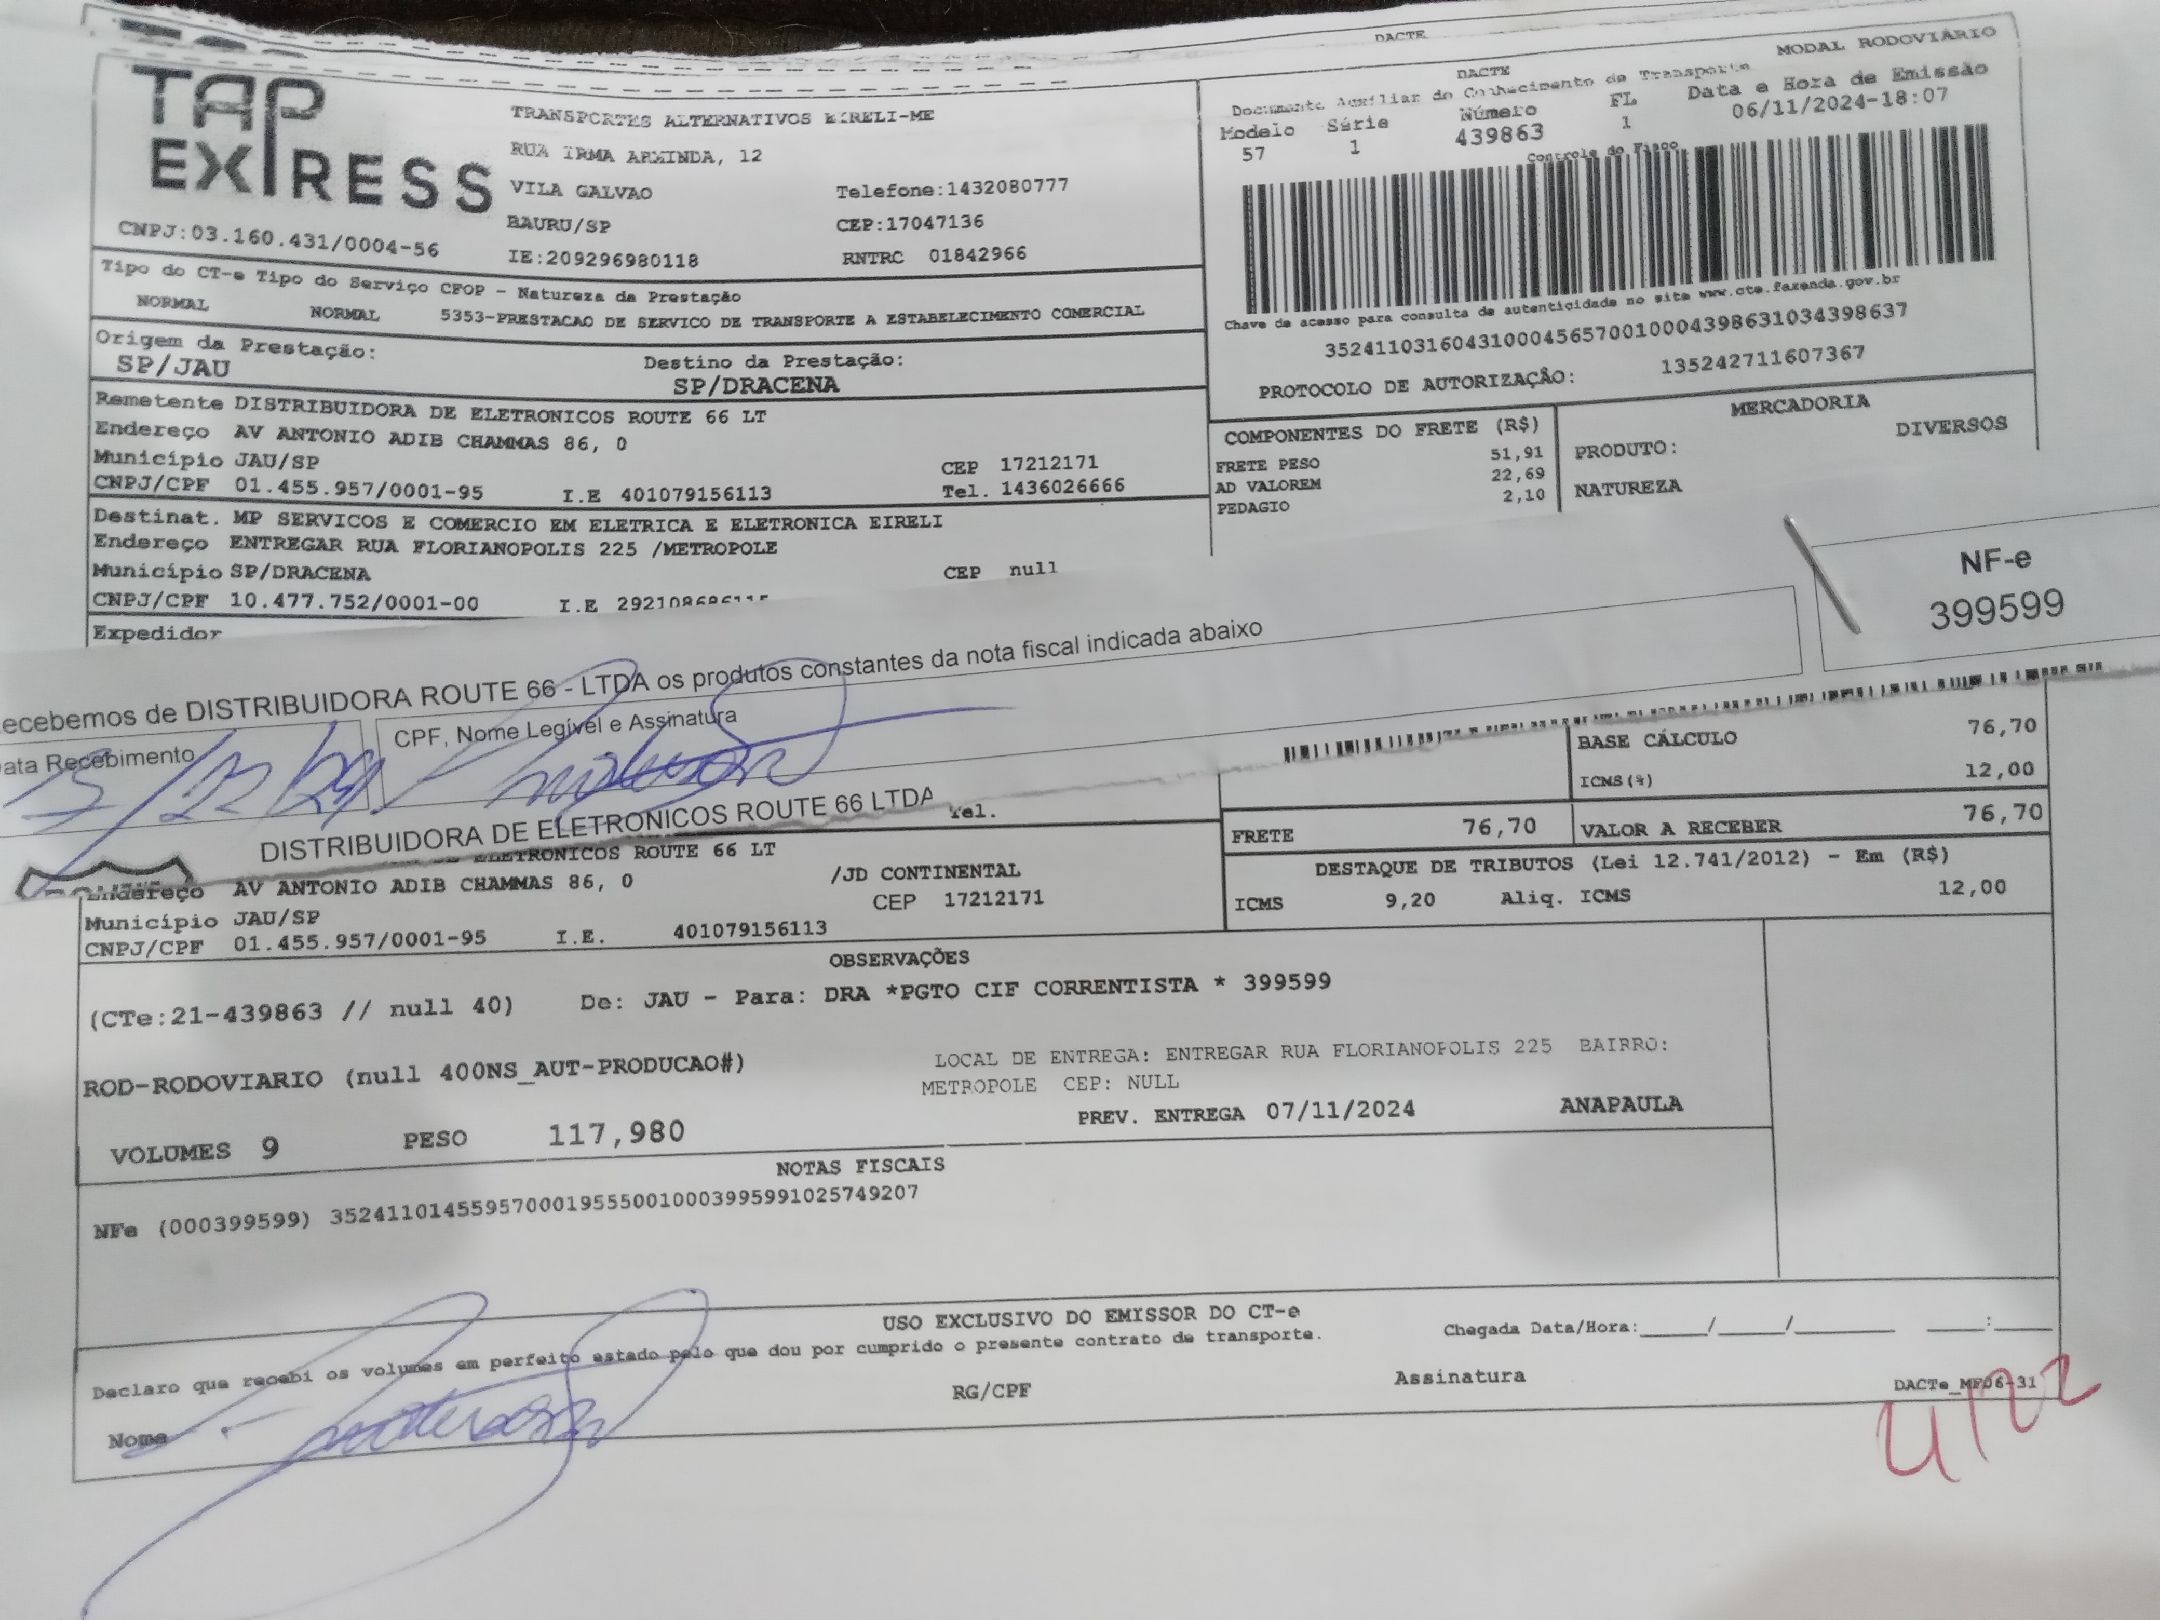 DACTE
TAP
EXPRESS
CNPJ:03.160.431/0004-56
TRANSPORTES ALTERNATIVOS EIRELI-ME
RUA IRMA ARMINDA, 12
VILA GALVAO Telefone:1432080777
BAURU/SP CEP:17047136
IE:209296980118 RNTRC 01842966
DACTE MODAL RODOVIÁRIO
Documento Auxiliar do Conhecimento de Transporte
Modelo Série Número FL Data e Hora de Emissão
57 1 439863 1 06/11/2024-18:07
Controle do Fisco
Chave de acesso para consulta de autenticidade no site www.cte.fazenda.gov.br
35241103160431000456570010004398631034398637
PROTOCOLO DE AUTORIZAÇÃO: 135242711607367
Tipo do CT-e Tipo do Serviço CFOP - Natureza da Prestação
NORMAL NORMAL 5353-PRESTACAO DE SERVICO DE TRANSPORTE A ESTABELECIMENTO COMERCIAL
Origem da Prestação: Destino da Prestação:
SP/JAU SP/DRACENA
Remetente DISTRIBUIDORA DE ELETRONICOS ROUTE 66 LT
Endereço AV ANTONIO ADIB CHAMMAS 86, 0
Município JAU/SP CEP 17212171
CNPJ/CPF 01.455.957/0001-95 I.E 401079156113 Tel. 1436026666
Destinat. MP SERVICOS E COMERCIO EM ELETRICA E ELETRONICA EIRELI
Endereço ENTREGAR RUA FLORIANOPOLIS 225 /METROPOLE
Município SP/DRACENA CEP null
CNPJ/CPF 10.477.752/0001-00 I.E
Expedidor
COMPONENTES DO FRETE (R$)
FRETE PESO 51,91
AD VALOREM 22,69
PEDAGIO 2,10
MERCADORIA
PRODUTO: DIVERSOS
NATUREZA
NF-e
399599
ecebemos de DISTRIBUIDORA ROUTE 66 - LTDA os produtos constantes da nota fiscal indicada abaixo
ata Recebimento CPF, Nome Legível e Assinatura
DISTRIBUIDORA DE ELETRONICOS ROUTE 66 LTDA
Tel.
BASE CÁLCULO 76,70
ICMS(%) 12,00
FRETE 76,70 VALOR A RECEBER 76,70
DESTAQUE DE TRIBUTOS (Lei 12.741/2012) - Em (R$)
ICMS 9,20 Aliq. ICMS 12,00
ELETRONICOS ROUTE 66 LT
Endereço AV ANTONIO ADIB CHAMMAS 86, 0 /JD CONTINENTAL
Município JAU/SP CEP 17212171
CNPJ/CPF 01.455.957/0001-95 I.E. 401079156113
OBSERVAÇÕES
(CTe:21-439863 // null 40) De: JAU - Para: DRA *PGTO CIF CORRENTISTA * 399599
ROD-RODOVIARIO (null 400NS_AUT-PRODUCAO#) LOCAL DE ENTREGA: ENTREGAR RUA FLORIANOPOLIS 225 BAIRRO:
METROPOLE CEP: NULL
VOLUMES 9 PESO 117,980 PREV. ENTREGA 07/11/2024 ANAPAULA
NOTAS FISCAIS
NFe (000399599) 35241101455957000195550010003995991025749207
USO EXCLUSIVO DO EMISSOR DO CT-e
Declaro que recebi os volumes em perfeito estado pelo que dou por cumprido o presente contrato de transporte.
Chegada Data/Hora:_____/_____/________ ____:_____
Nome RG/CPF Assinatura DACTe_MF06-31